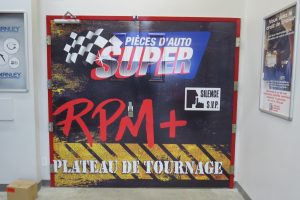 PIÈCES D'AUTO
SUPER
SILENCE
S.V.P.
RPM+
PLATEAU DE TOURNAGE